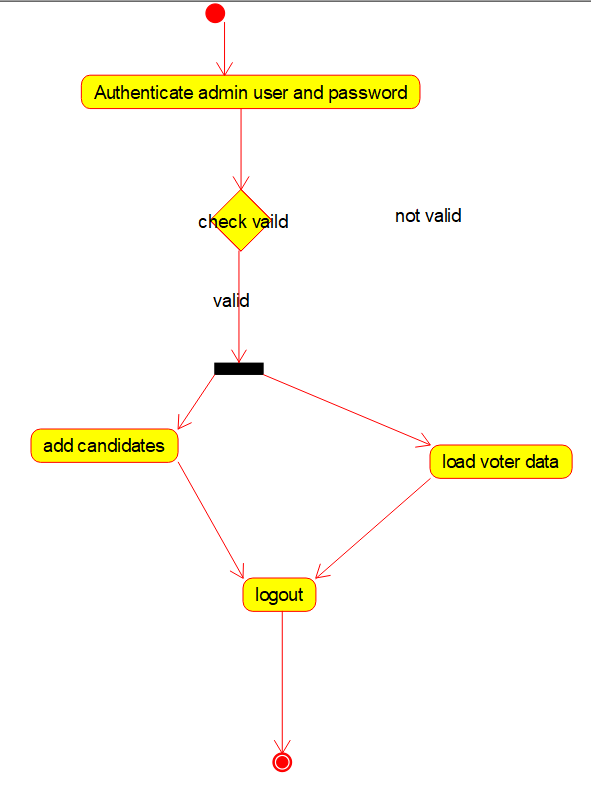 Authenticate admin user and password
check vaild
not valid
valid
add candidates
load voter data
logout